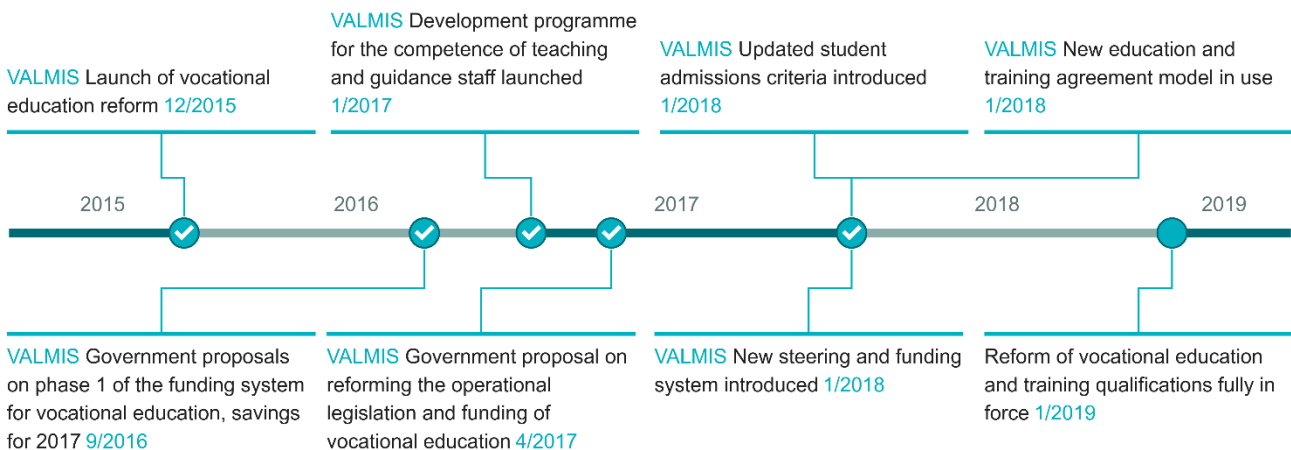 VALMIS Launch of vocational
education reform 12/2015
VALMIS Development programme
for the competence of teaching
and guidance staff launched
1/2017
VALMIS Updated student
admissions criteria introduced
1/2018
VALMIS New education and
training agreement model in use
1/2018
2015
2016
2017
2018
2019
VALMIS Government proposals
on phase 1 of the funding system
for vocational education, savings
for 2017 9/2016
VALMIS Government proposal on
reforming the operational
legislation and funding of
vocational education 4/2017
VALMIS New steering and funding
system introduced 1/2018
Reform of vocational education
and training qualifications fully in
force 1/2019